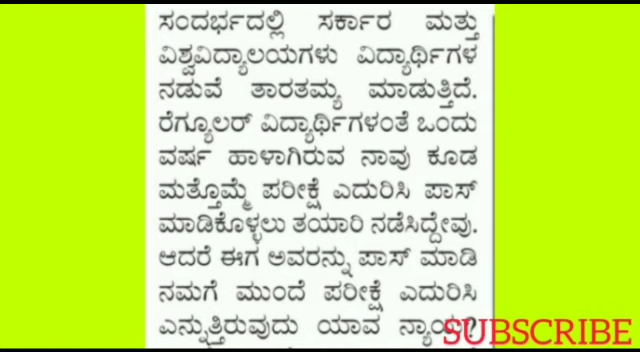 ಸಂದರ್ಭದಲ್ಲಿ ಸರ್ಕಾರ ಮತ್ತು
ವಿಶ್ವವಿದ್ಯಾಲಯಗಳು ವಿದ್ಯಾರ್ಥಿಗಳ
ನಡುವೆ ತಾರತಮ್ಯ ಮಾಡುತ್ತಿದೆ.
ರೆಗ್ಯೂಲರ್ ವಿದ್ಯಾರ್ಥಿಗಳಂತೆ ಒಂದು
ವರ್ಷ ಹಾಳಾಗಿರುವ ನಾವು ಕೂಡ
ಮತ್ತೊಮ್ಮೆ ಪರೀಕ್ಷೆ ಎದುರಿಸಿ ಪಾಸ್
ಮಾಡಿಕೊಳ್ಳಲು ತಯಾರಿ ನಡೆಸಿದ್ದೇವು.
ಆದರೆ ಈಗ ಅವರನ್ನು ಪಾಸ್ ಮಾಡಿ
ನಮಗೆ ಮುಂದೆ ಪರೀಕ್ಷೆ ಎದುರಿಸಿ
ಎನ್ನುತ್ತಿರುವುದು ಯಾವ ನ್ಯಾಯ?
SUBSCRIBE